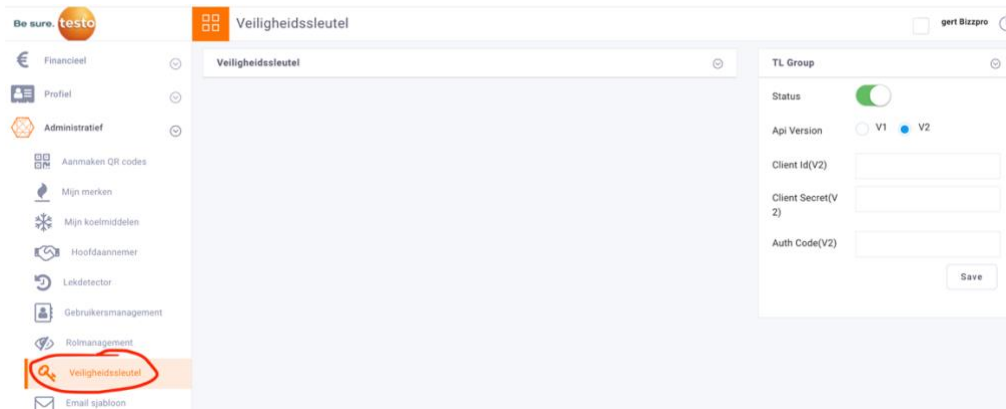 Be sure. testo
Veiligheidssleutel
gert Bizzpro
Financieel
Profiel
Administratief
Aanmaken QR codes
Mijn merken
Mijn koelmiddelen
Hoofdaannemer
Lekdetector
Gebruikersmanagement
Rolmanagement
Veiligheidssleutel
Email sjabloon
Veiligheidssleutel
TL Group
Status
Api Version V1 V2
Client Id(V2)
Client Secret(V
2)
Auth Code(V2)
Save